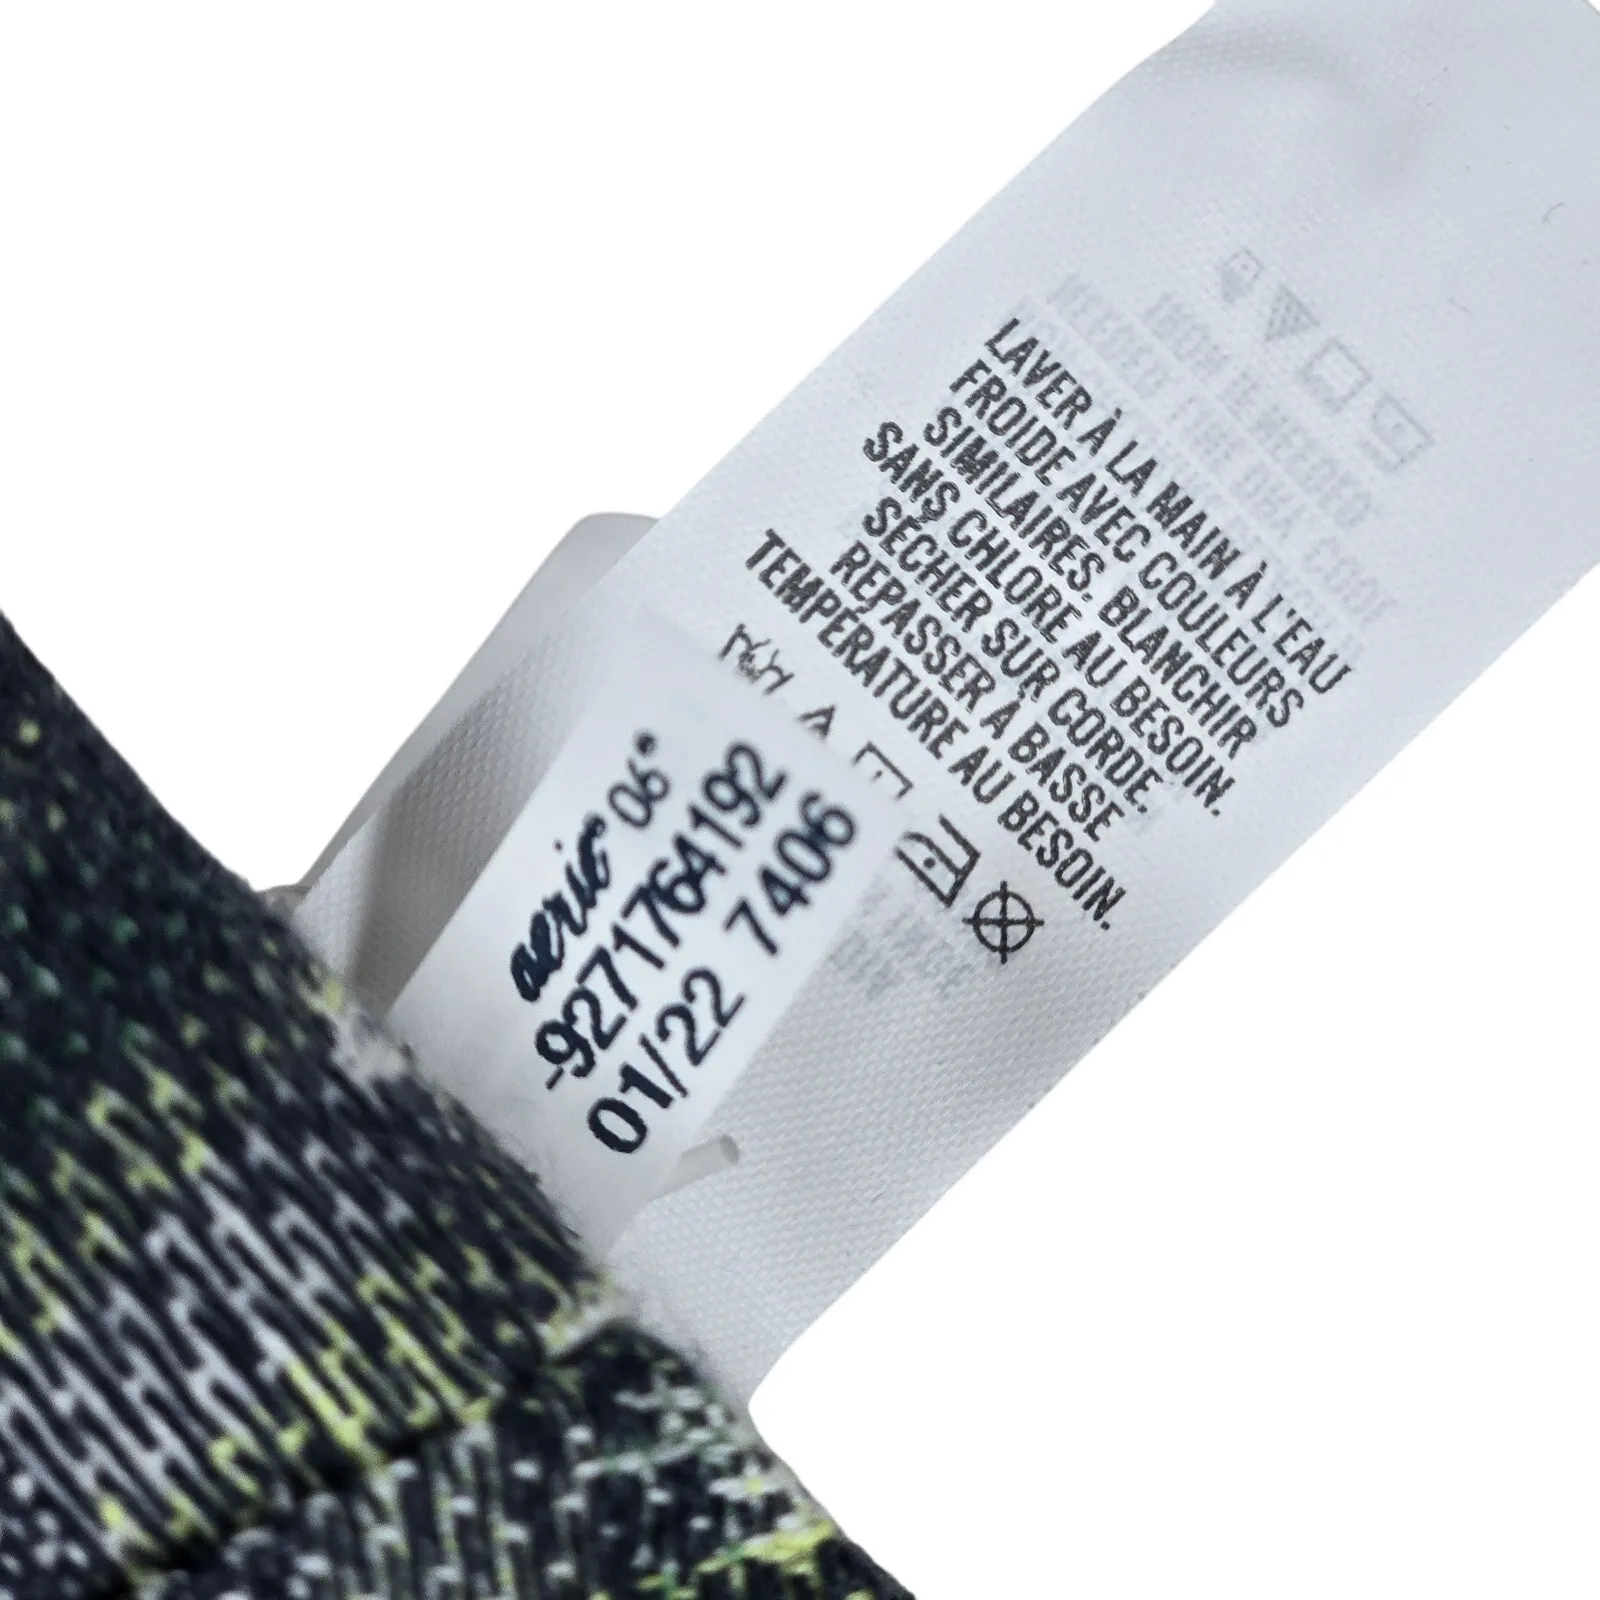 LAVER À LA MAIN À L'EAU
FROIDE AVEC COULEURS
SIMILAIRES. BLANCHIR
SANS CHLORE AU BESOIN.
SÉCHER SUR CORDE.
REPASSER À BASSE
TEMPÉRATURE AU BESOIN.
aerie® 06°
-9271764192
01/22 7406